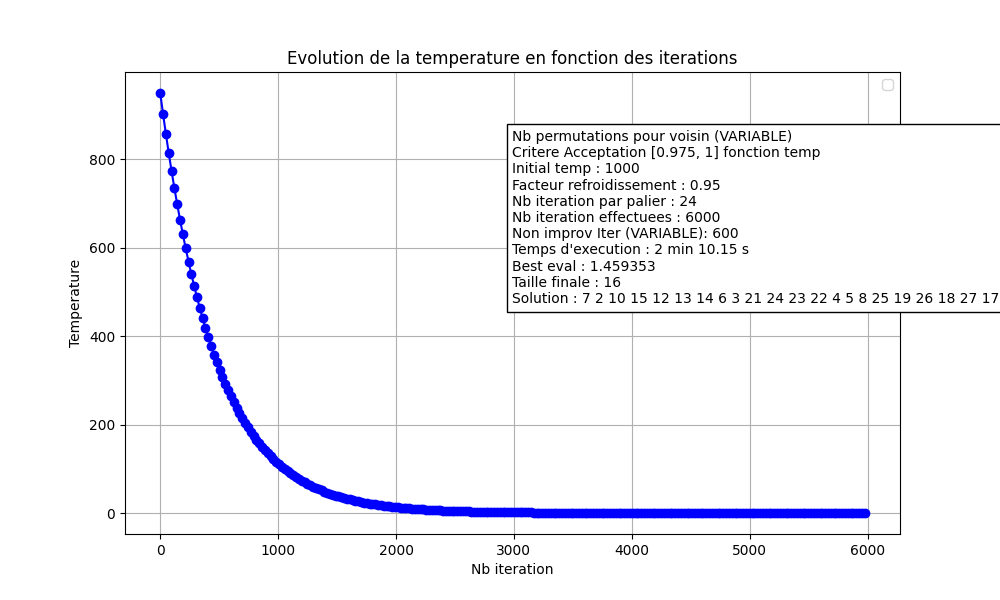 Evolution de la temperature en fonction des iterations
Nb permutations pour voisin (VARIABLE)
Critere Acceptation [0.975, 1] fonction temp
Initial temp : 1000
Facteur refroidissement : 0.95
Nb iteration par palier : 24
Nb iteration effectuees : 6000
Non improv Iter (VARIABLE): 600
Temps d'execution : 2 min 10.15 s
Best eval : 1.459353
Taille finale : 16
Solution : 7 2 10 15 12 13 14 6 3 21 24 23 22 4 5 8 25 19 26 18 27 17
Temperature
800
600
400
200
0
0 1000 2000 3000 4000 5000 6000
Nb iteration